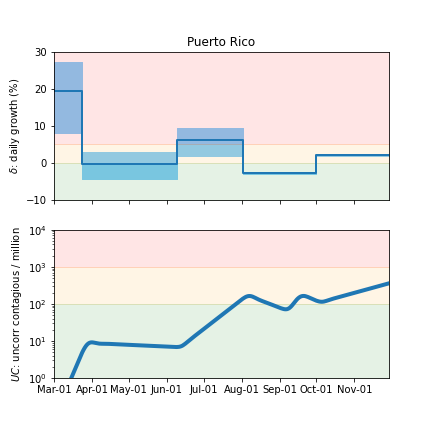 Puerto Rico
δ: daily growth (%)
30
20
10
0
−10
UC: uncorr contagious / million
10⁴
10³
10²
10¹
10⁰
Mar-01 Apr-01 May-01 Jun-01 Jul-01 Aug-01 Sep-01 Oct-01 Nov-01